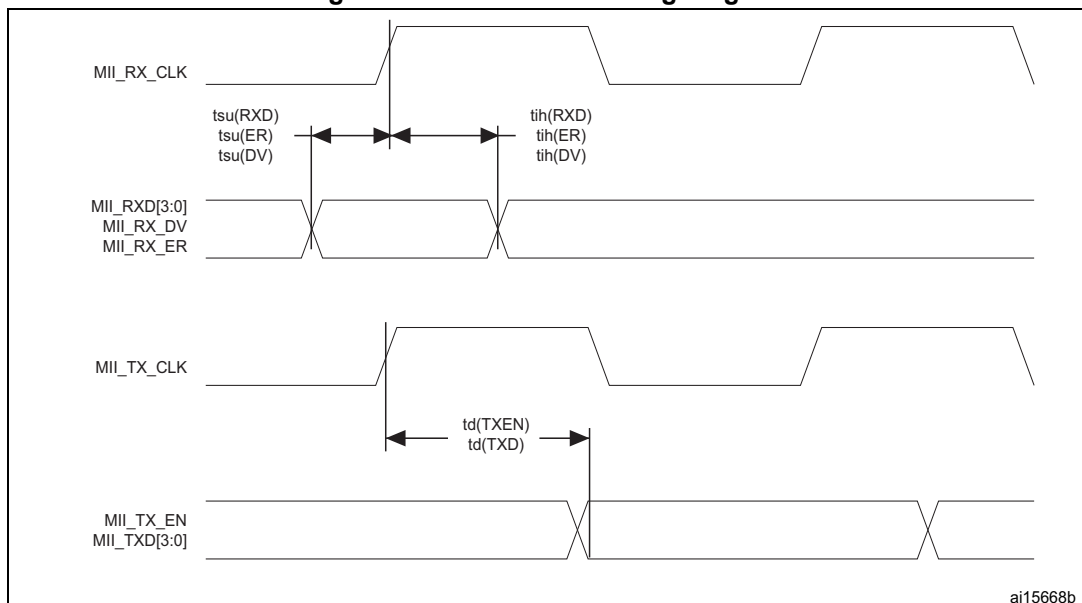 MII_RX_CLK
tsu(RXD)
tsu(ER)
tsu(DV)
tih(RXD)
tih(ER)
tih(DV)
MII_RXD[3:0]
MII_RX_DV
MII_RX_ER
MII_TX_CLK
td(TXEN)
td(TXD)
MII_TX_EN
MII_TXD[3:0]
ai15668b